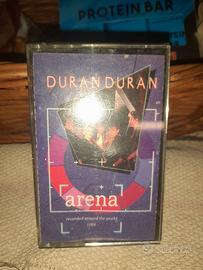 PROTEIN BAR
DURAN DURAN
arena
recorded around the world
1984